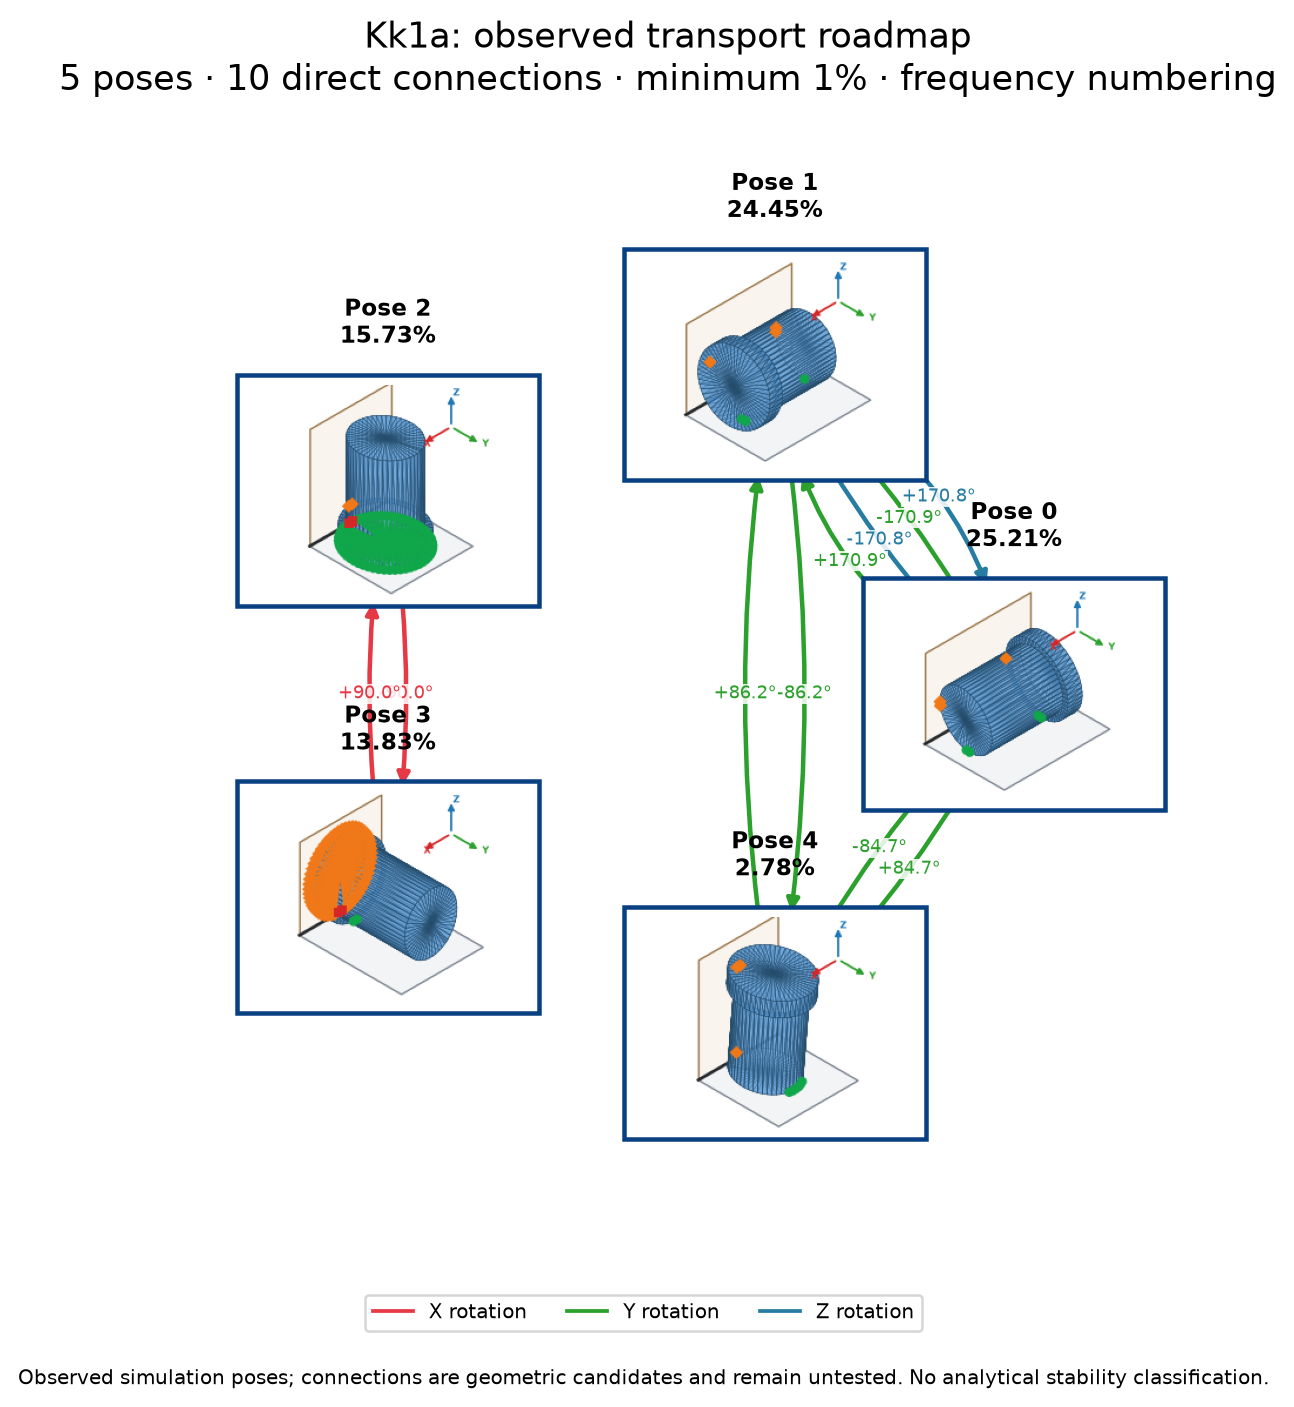 Kk1a: observed transport roadmap
5 poses · 10 direct connections · minimum 1% · frequency numbering
Pose 1
24.45%
Z
Y
Pose 2
15.73%
Z
X
Y
+170.8°
-170.9°
-170.8°
+170.9°
Pose 0
25.21%
Z
Y
+90.0°
+86.2°
-86.2°
Pose 3
13.83%
Z
X
Y
-84.7°
+84.7°
Pose 4
2.78%
Z
Y
X rotation
Y rotation
Z rotation
Observed simulation poses; connections are geometric candidates and remain untested. No analytical stability classification.